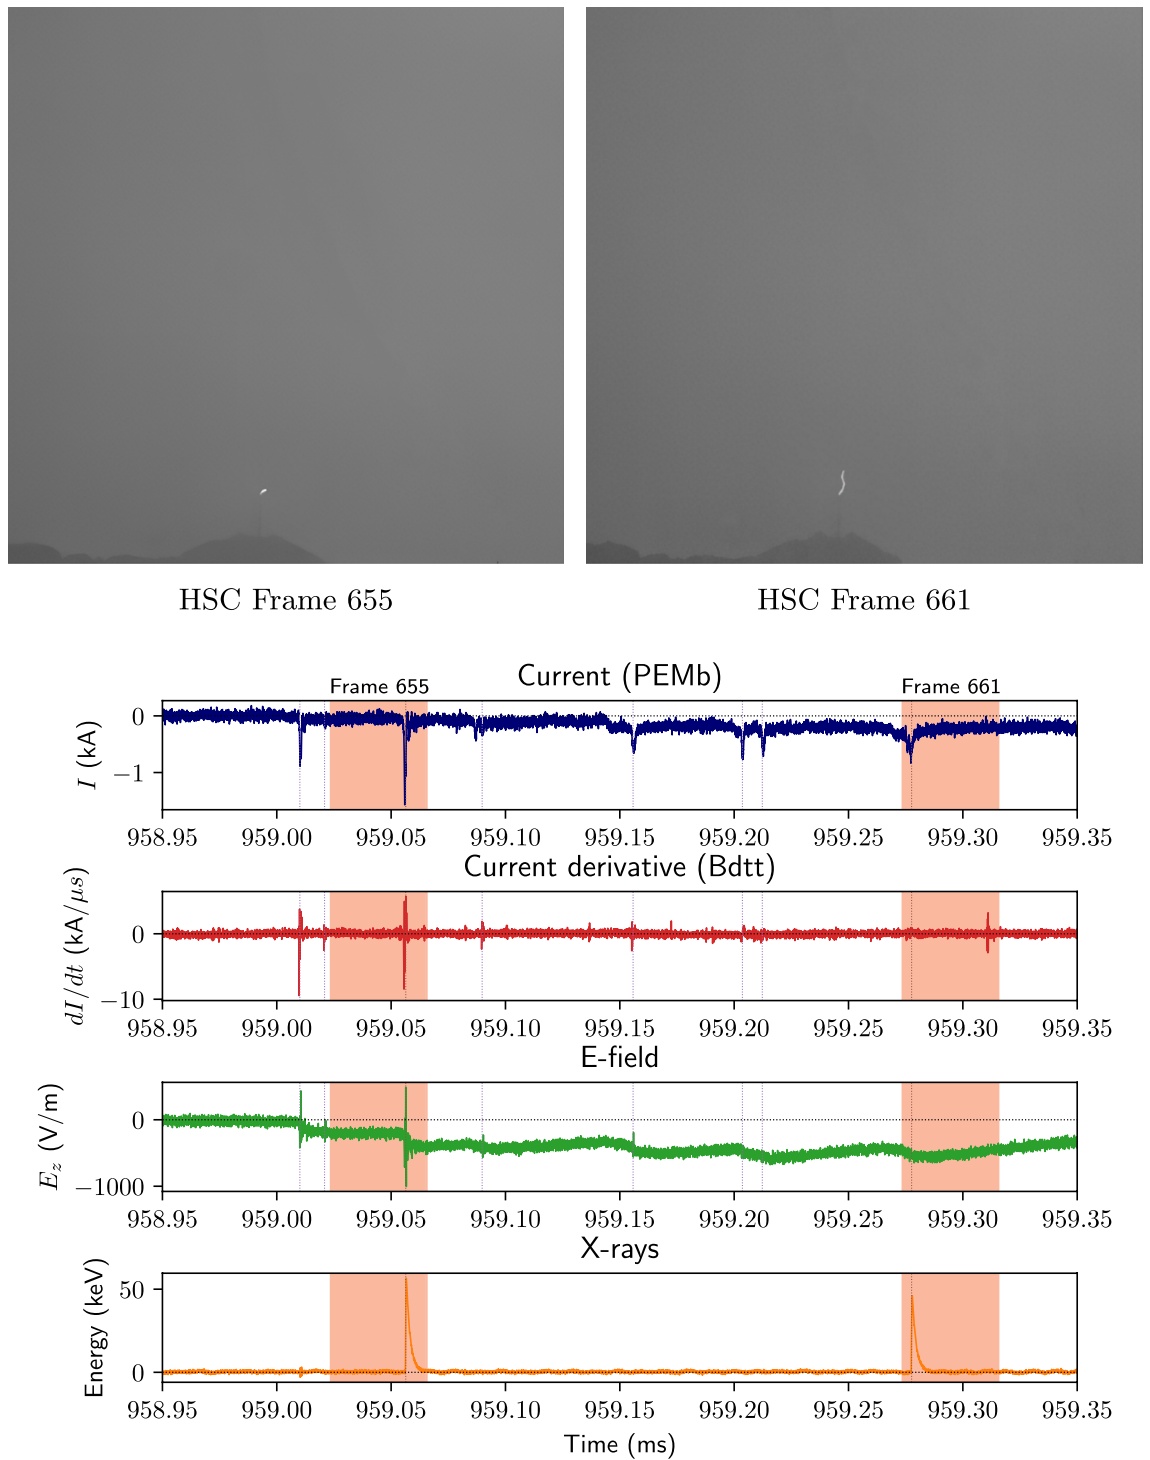 HSC Frame 655
HSC Frame 661
Current (PEMb)
Frame 655
Frame 661
I (kA)
0
−1
958.95 959.00 959.05 959.10 959.15 959.20 959.25 959.30 959.35
Current derivative (Bdtt)
dI/dt (kA/μs)
0
−10
958.95 959.00 959.05 959.10 959.15 959.20 959.25 959.30 959.35
E-field
E_z (V/m)
0
−1000
958.95 959.00 959.05 959.10 959.15 959.20 959.25 959.30 959.35
X-rays
Energy (keV)
50
0
958.95 959.00 959.05 959.10 959.15 959.20 959.25 959.30 959.35
Time (ms)